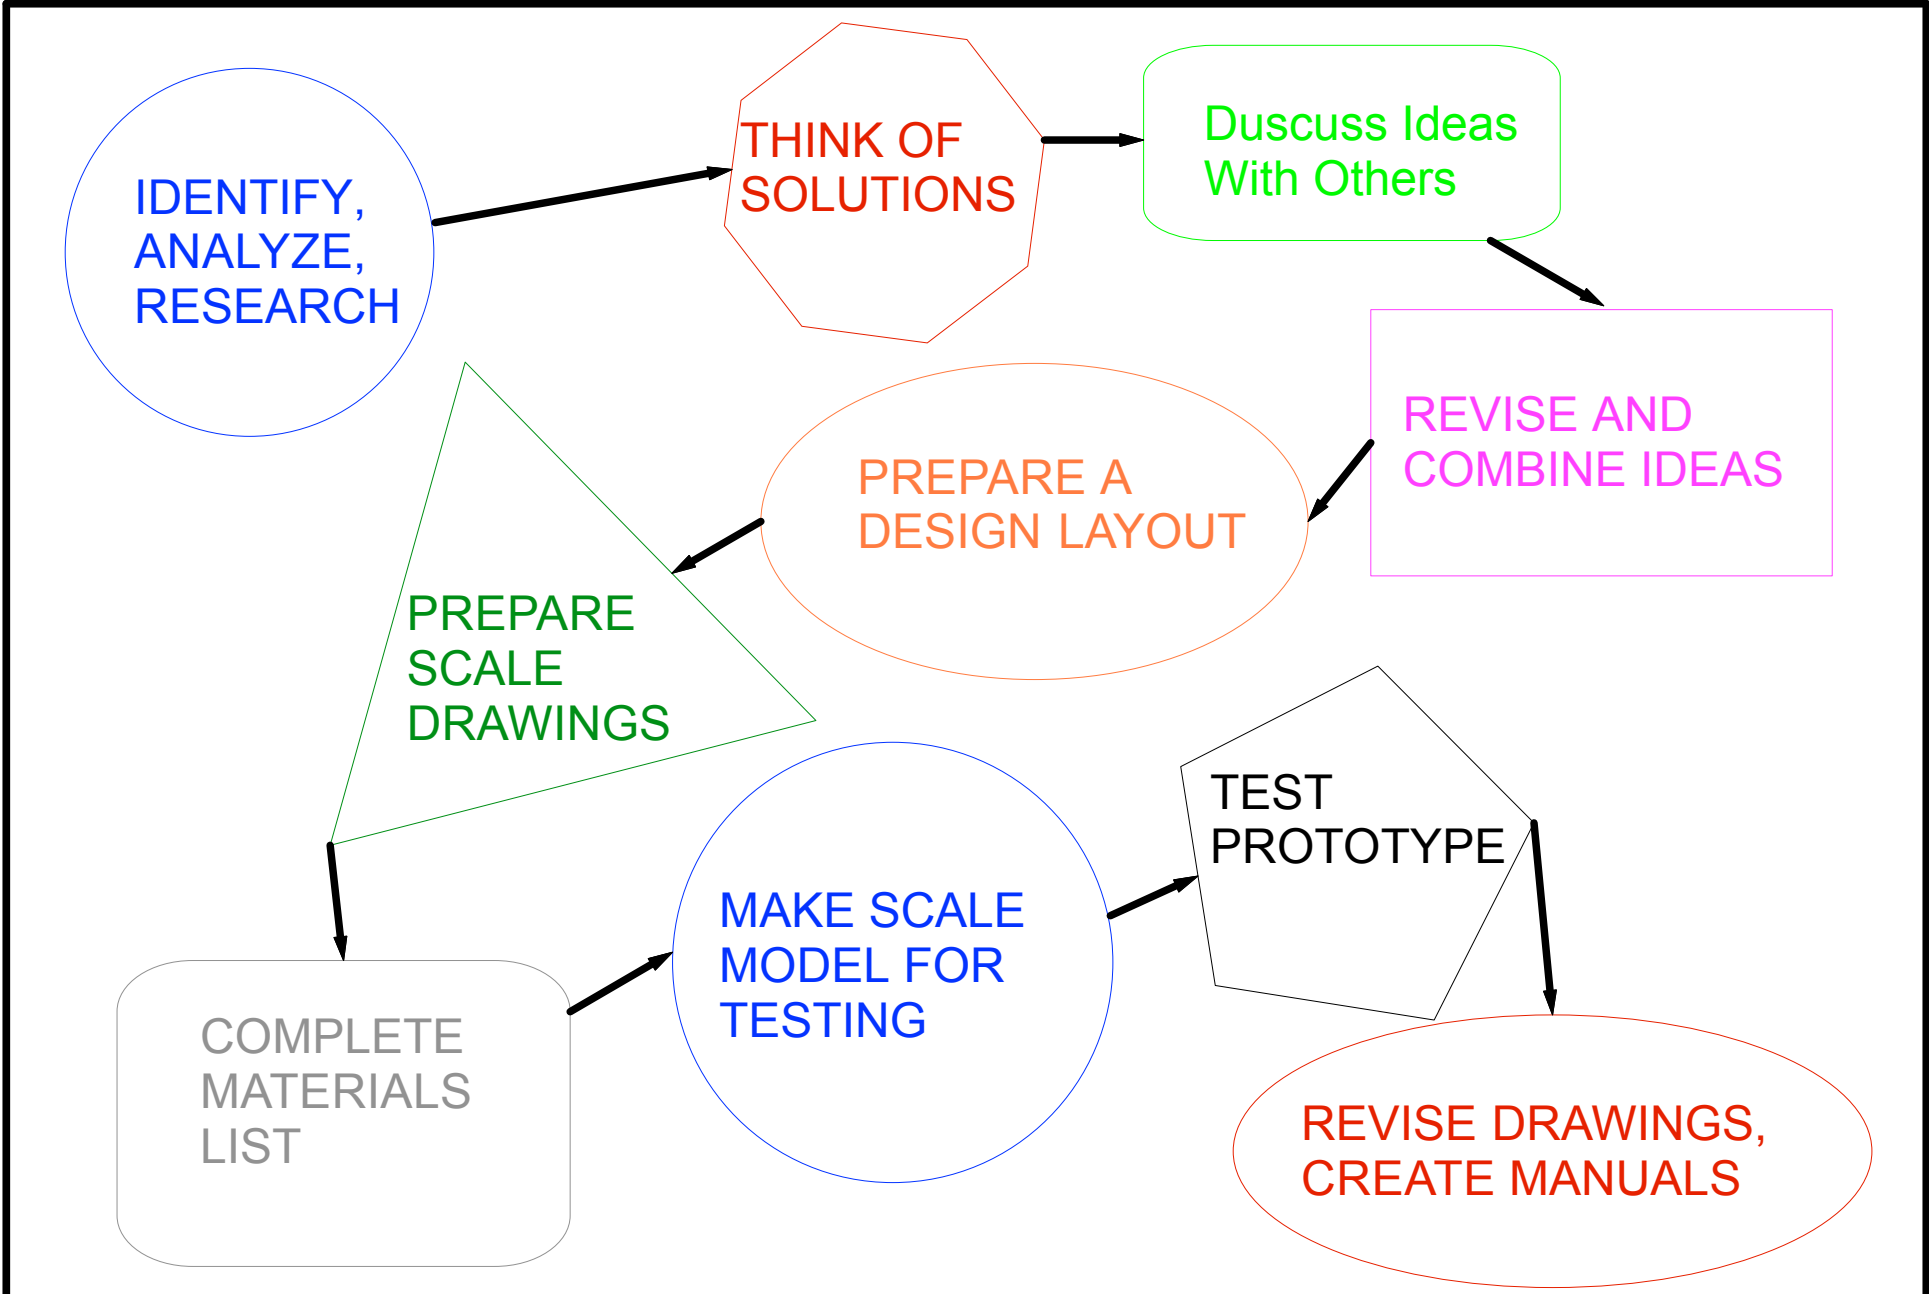 IDENTIFY,
ANALYZE,
RESEARCH
THINK OF
SOLUTIONS
Duscuss Ideas
With Others
REVISE AND
COMBINE IDEAS
PREPARE A
DESIGN LAYOUT
PREPARE
SCALE
DRAWINGS
COMPLETE
MATERIALS
LIST
MAKE SCALE
MODEL FOR
TESTING
TEST
PROTOTYPE
REVISE DRAWINGS,
CREATE MANUALS